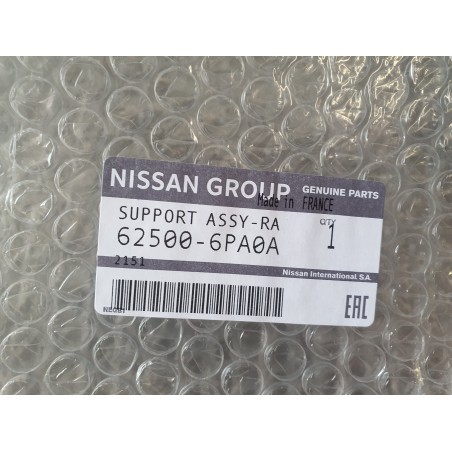 NISSAN GROUP GENUINE PARTS
Made in FRANCE
SUPPORT ASSY-RA QTY
62500-6PA0A 1
2151
Nissan International S.A.
EAC